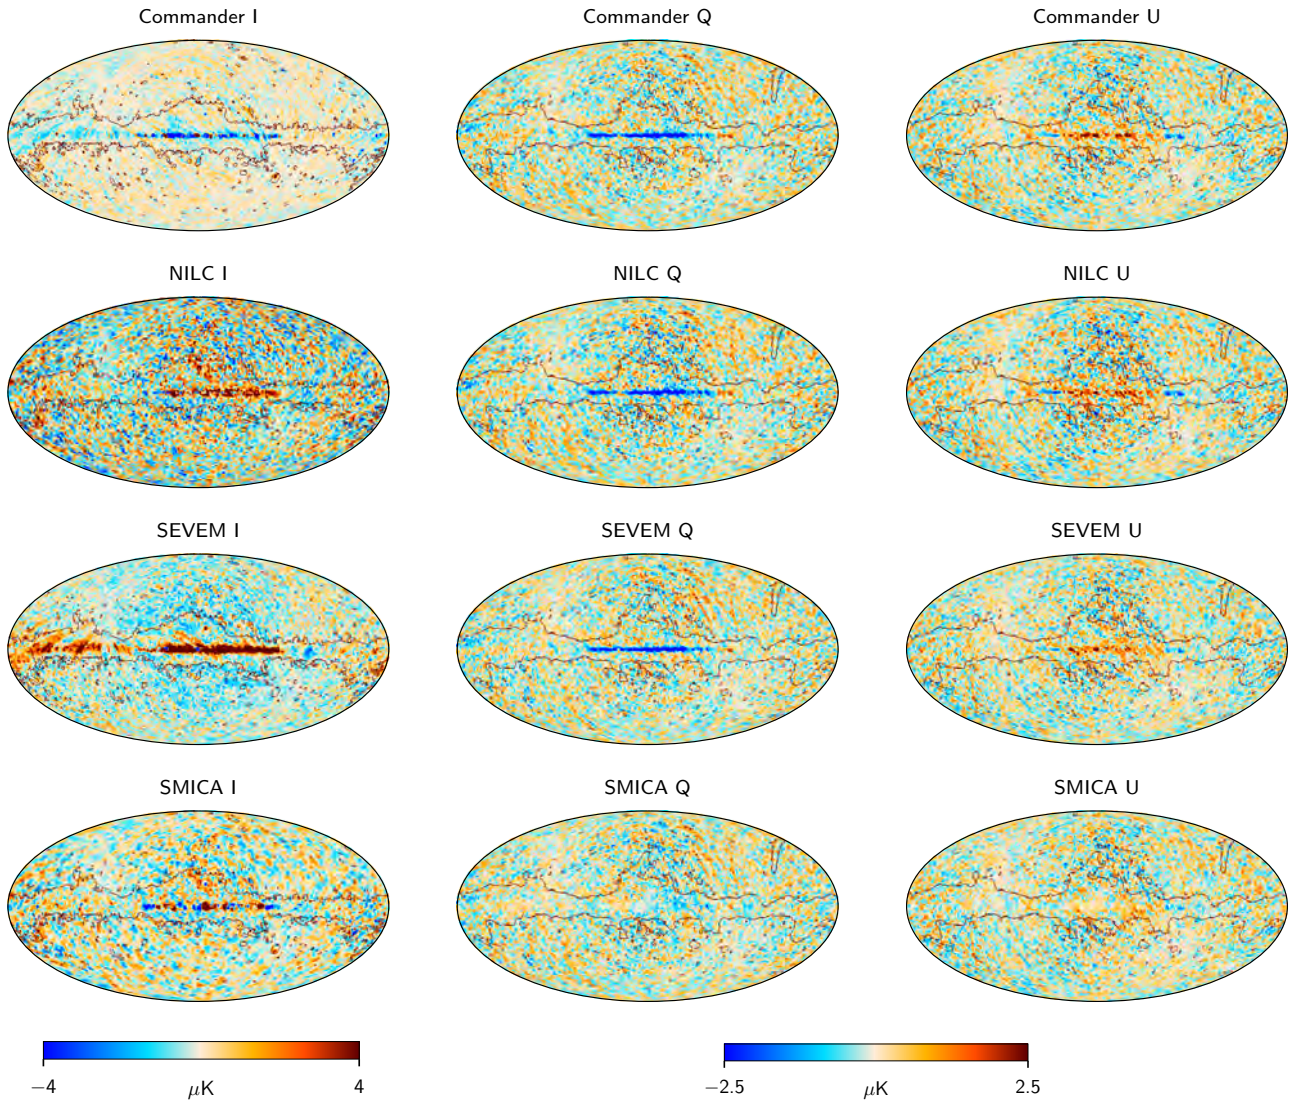 Commander I
Commander Q
Commander U
NILC I
NILC Q
NILC U
SEVEM I
SEVEM Q
SEVEM U
SMICA I
SMICA Q
SMICA U
−4 μK 4
−2.5 μK 2.5